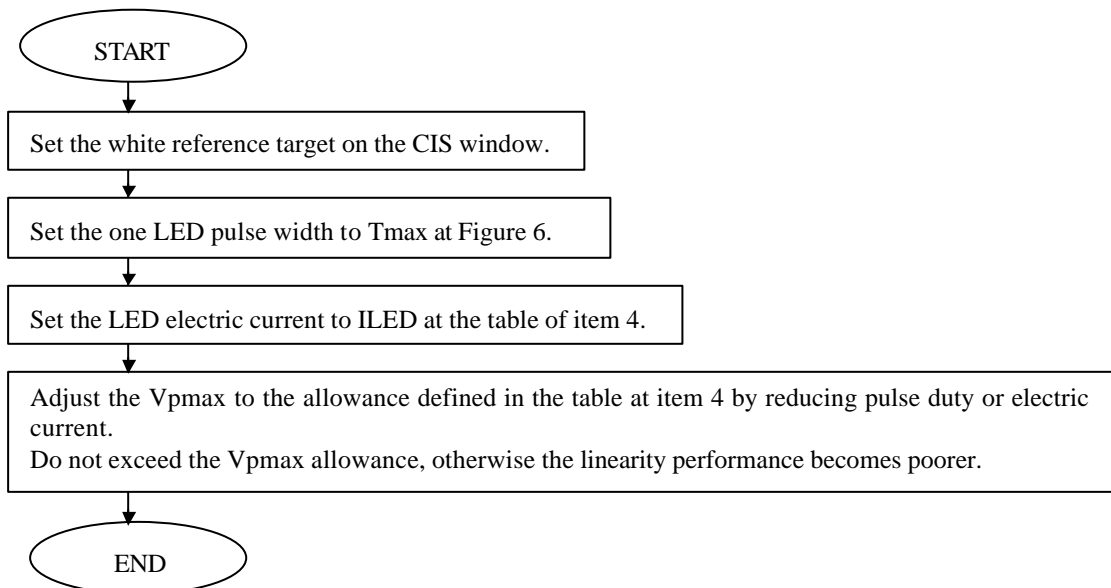 START
Set the white reference target on the CIS window.
Set the one LED pulse width to Tmax at Figure 6.
Set the LED electric current to ILED at the table of item 4.
Adjust the Vpmax to the allowance defined in the table at item 4 by reducing pulse duty or electric
current.
Do not exceed the Vpmax allowance, otherwise the linearity performance becomes poorer.
END